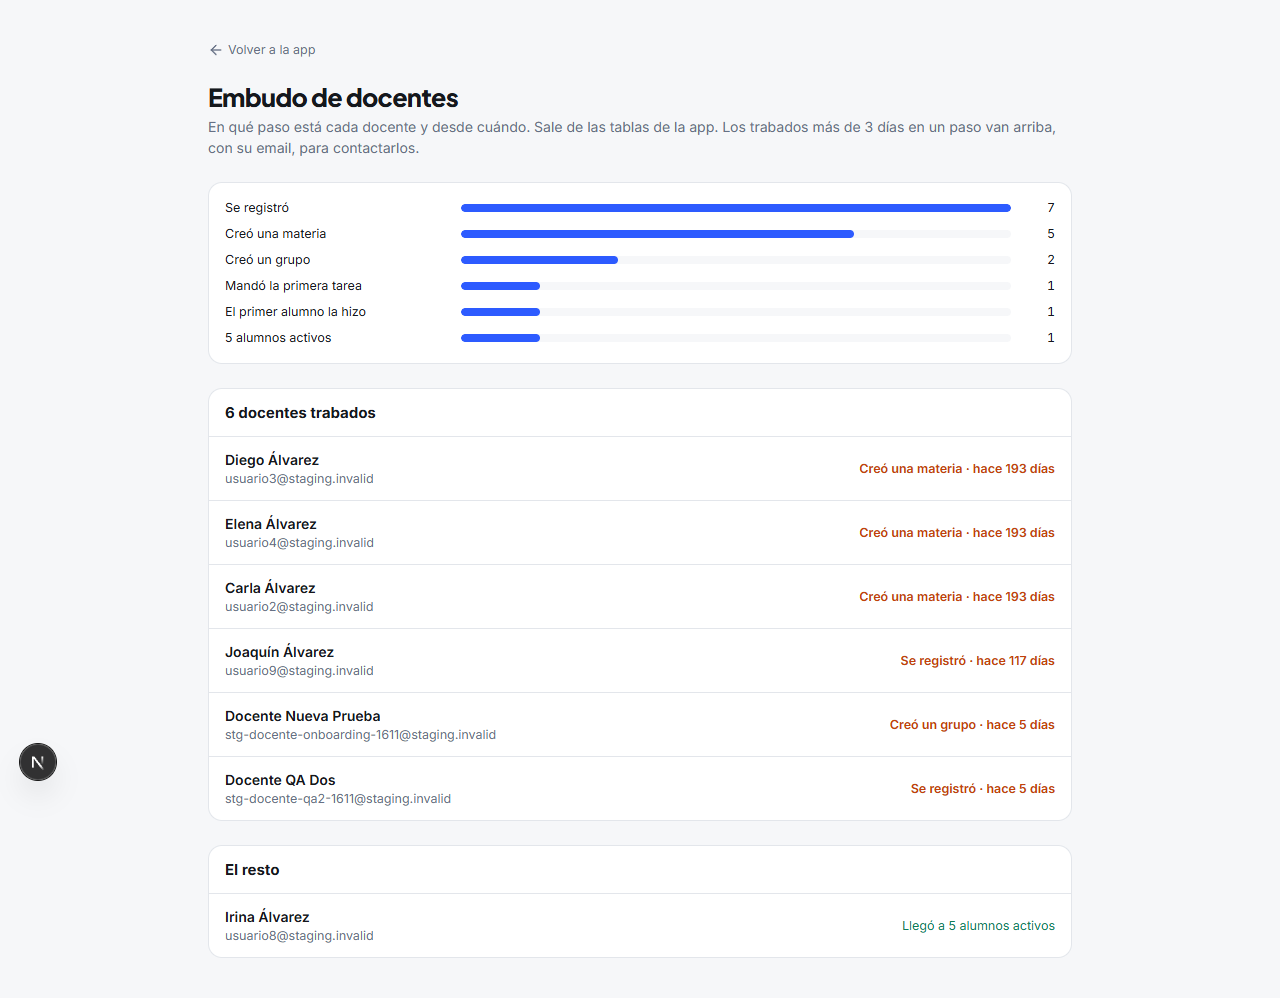 Volver a la app
Embudo de docentes
En qué paso está cada docente y desde cuándo. Sale de las tablas de la app. Los trabados más de 3 días en un paso van arriba,
con su email, para contactarlos.
Se registró 7
Creó una materia 5
Creó un grupo 2
Mandó la primera tarea 1
El primer alumno la hizo 1
5 alumnos activos 1
6 docentes trabados
Diego Álvarez
usuario3@staging.invalid
Creó una materia · hace 193 días
Elena Álvarez
usuario4@staging.invalid
Creó una materia · hace 193 días
Carla Álvarez
usuario2@staging.invalid
Creó una materia · hace 193 días
Joaquín Álvarez
usuario9@staging.invalid
Se registró · hace 117 días
Docente Nueva Prueba
stg-docente-onboarding-1611@staging.invalid
Creó un grupo · hace 5 días
Docente QA Dos
stg-docente-qa2-1611@staging.invalid
Se registró · hace 5 días
El resto
Irina Álvarez
usuario8@staging.invalid
Llegó a 5 alumnos activos
N